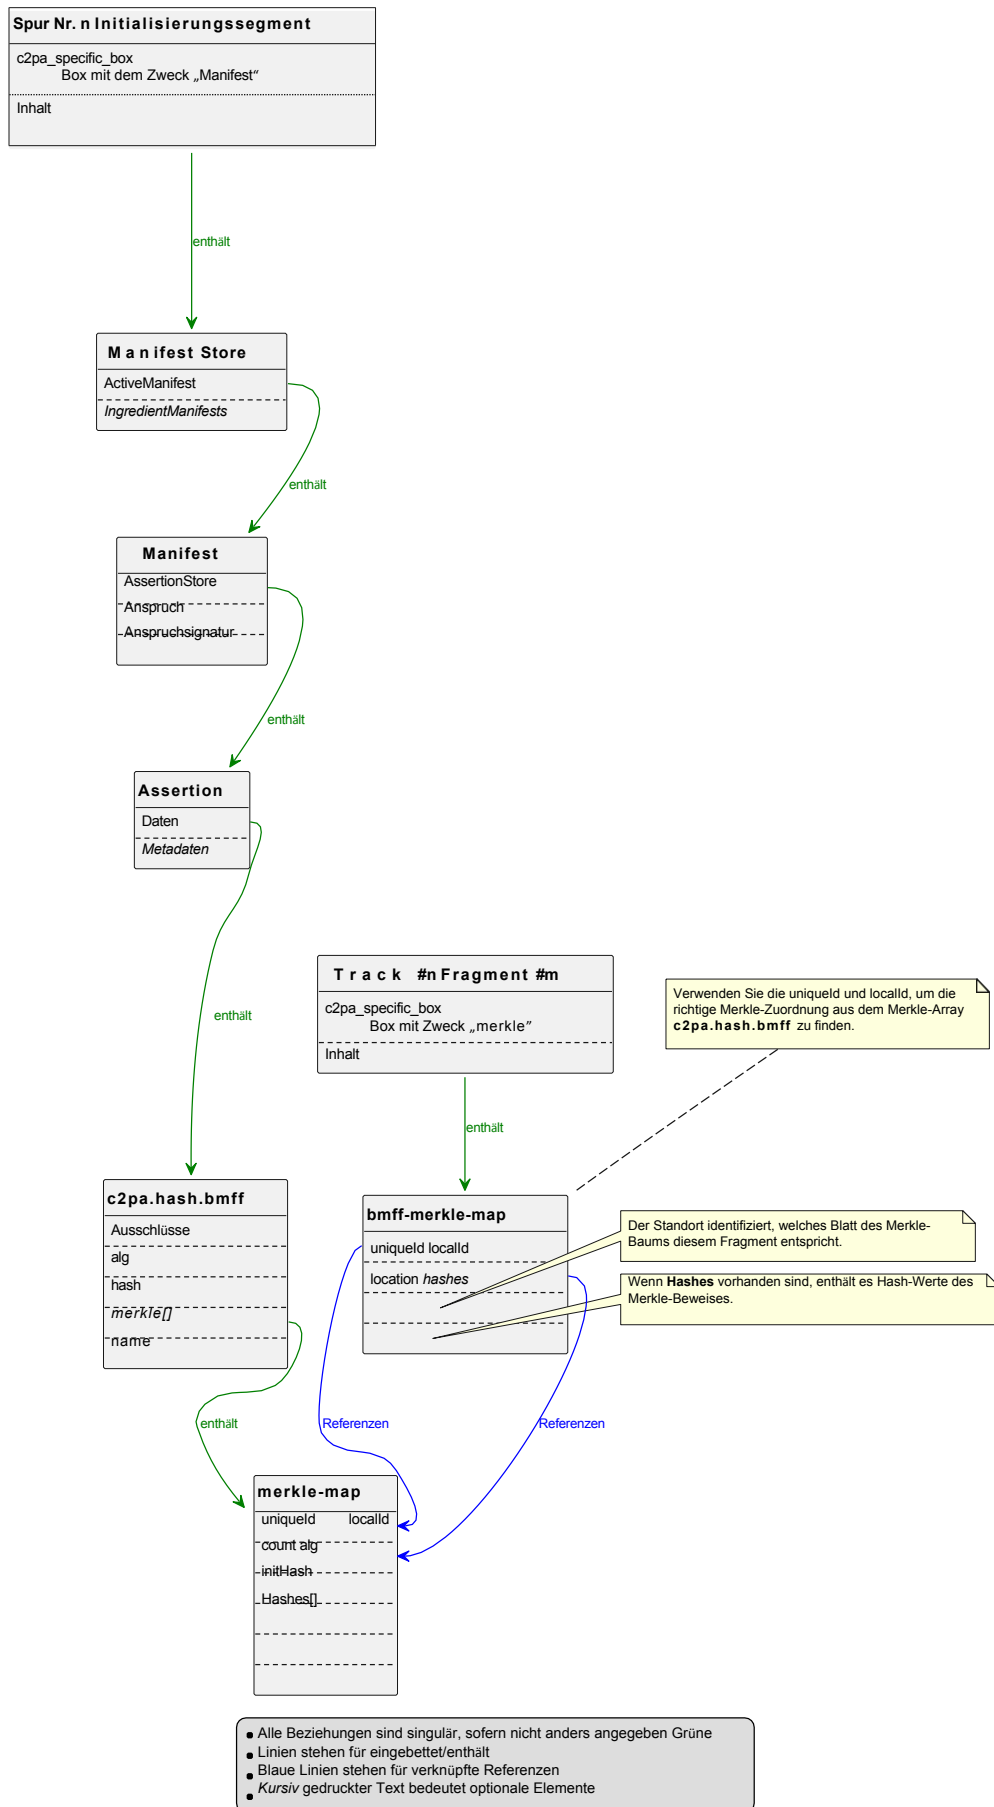 Spur Nr. n Initialisierungssegment
c2pa_specific_box
Box mit dem Zweck „Manifest“
Inhalt
enthält
Manifest Store
ActiveManifest
IngredientManifests
enthält
Manifest
AssertionStore
Anspruch
Anspruchsignatur
enthält
Assertion
Daten
Metadaten
enthält
Track #n Fragment #m
c2pa_specific_box
Box mit Zweck „merkle“
Inhalt
Verwenden Sie die uniqueId und localId, um die
richtige Merkle-Zuordnung aus dem Merkle-Array
c2pa.hash.bmff zu finden.
enthält
c2pa.hash.bmff
Ausschlüsse
alg
hash
merkle[]
name
bmff-merkle-map
uniqueId localId
location hashes
Der Standort identifiziert, welches Blatt des Merkle-
Baums diesem Fragment entspricht.
Wenn Hashes vorhanden sind, enthält es Hash-Werte des
Merkle-Beweises.
enthält
Referenzen
Referenzen
merkle-map
uniqueId localId
count alg
initHash
Hashes[]
Alle Beziehungen sind singulär, sofern nicht anders angegeben Grüne
Linien stehen für eingebettet/enthält
Blaue Linien stehen für verknüpfte Referenzen
Kursiv gedruckter Text bedeutet optionale Elemente